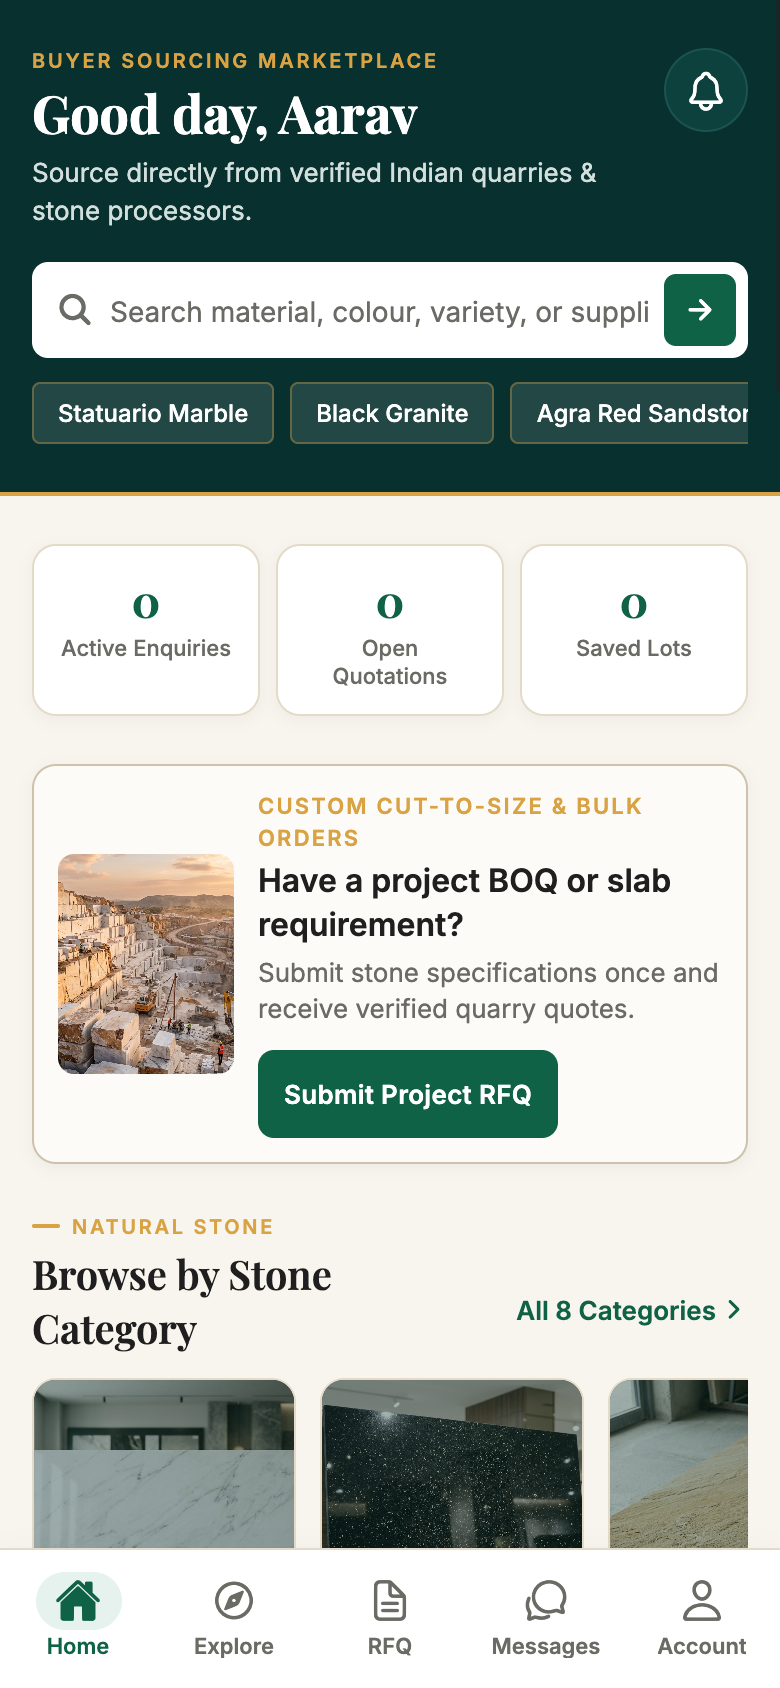 BUYER SOURCING MARKETPLACE
Good day, Aarav
Source directly from verified Indian quarries &
stone processors.
Search material, colour, variety, or suppli
Statuario Marble
Black Granite
Agra Red Sandstor
0
Active Enquiries
0
Open
Quotations
0
Saved Lots
CUSTOM CUT-TO-SIZE & BULK
ORDERS
Have a project BOQ or slab
requirement?
Submit stone specifications once and
receive verified quarry quotes.
Submit Project RFQ
NATURAL STONE
Browse by Stone
Category
All 8 Categories
Home
Explore
RFQ
Messages
Account